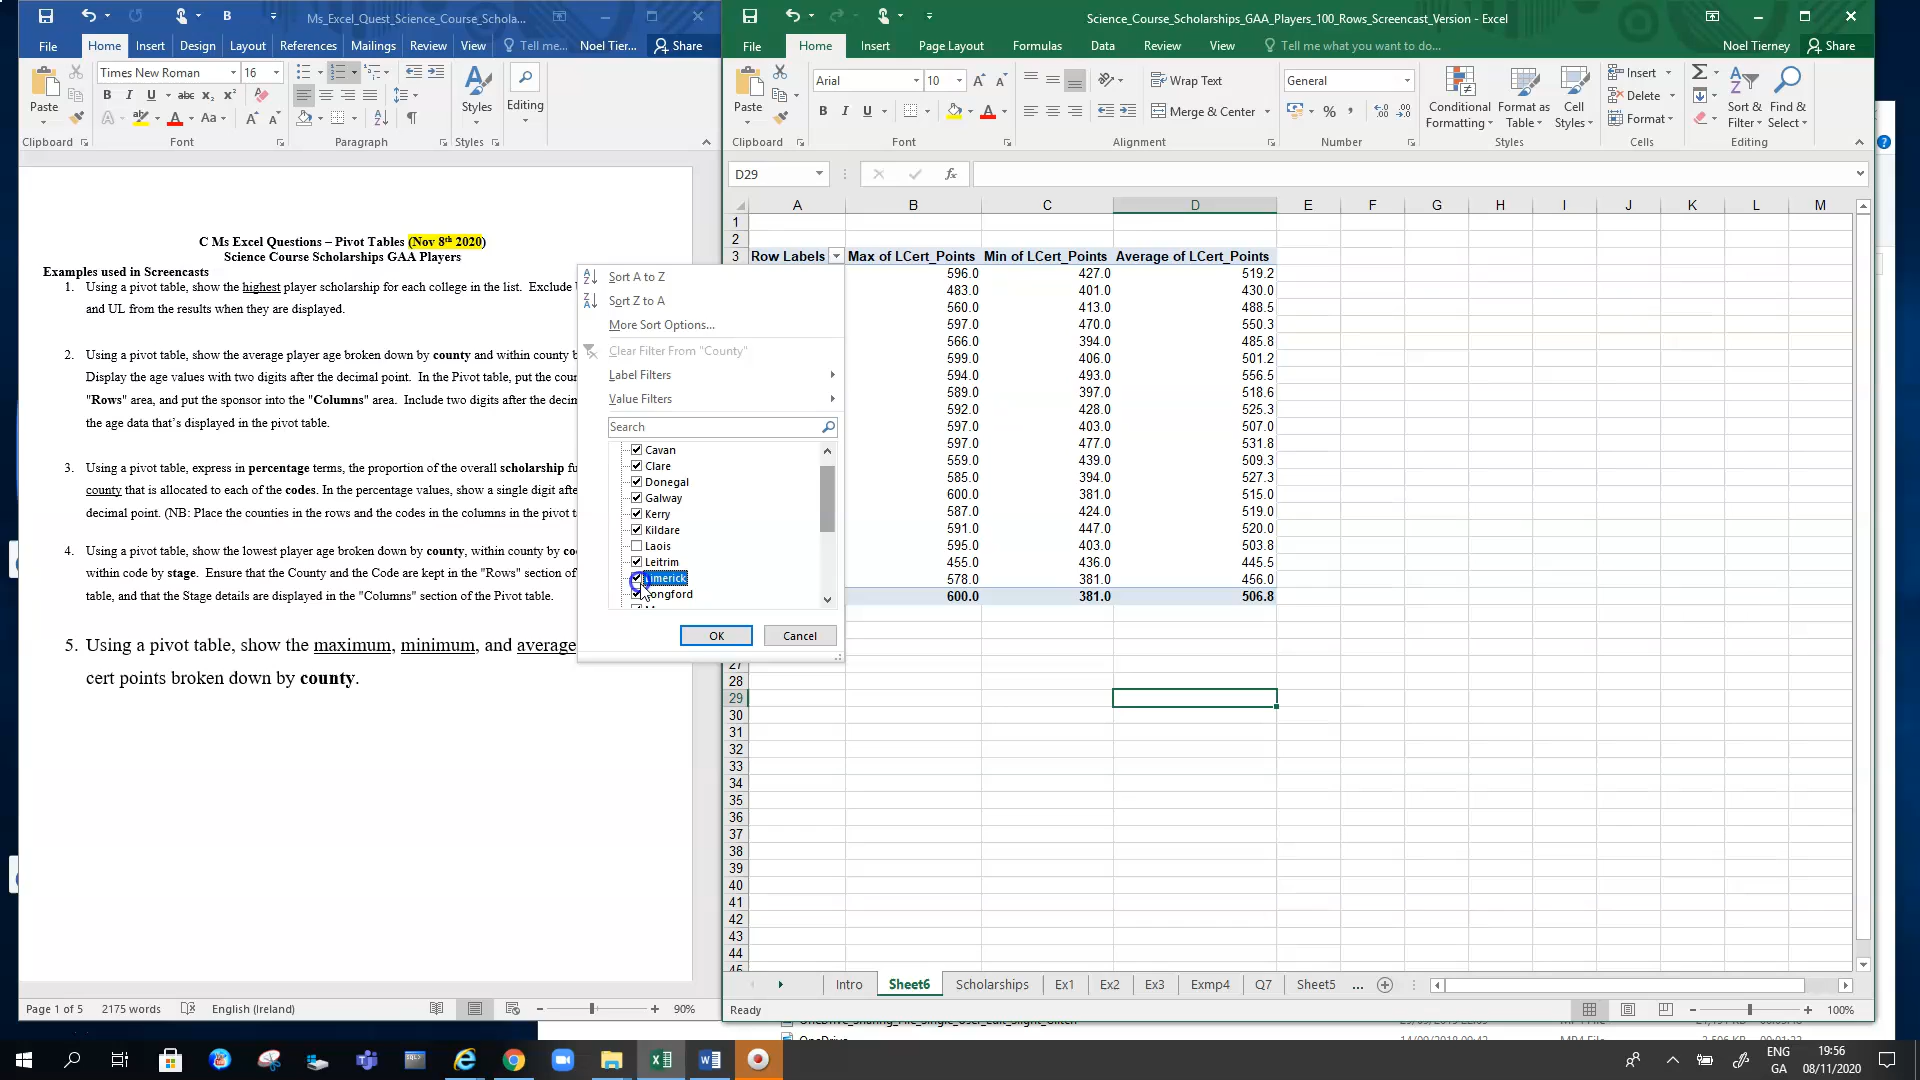 Ms_Excel_Quest_Science_Course_Schola...
File Home Insert Design Layout References Mailings Review View Tell me... Noel Tier... Share
Times New Roman 16
Paste Styles Editing
Clipboard Font Paragraph Styles
C Ms Excel Questions – Pivot Tables (Nov 8th 2020)
Science Course Scholarships GAA Players
Examples used in Screencasts
1. Using a pivot table, show the highest player scholarship for each college in the list. Exclude
and UL from the results when they are displayed.
2. Using a pivot table, show the average player age broken down by county and within county b
Display the age values with two digits after the decimal point. In the Pivot table, put the cour
"Rows" area, and put the sponsor into the "Columns" area. Include two digits after the decim
the age data that's displayed in the pivot table.
3. Using a pivot table, express in percentage terms, the proportion of the overall scholarship fu
county that is allocated to each of the codes. In the percentage values, show a single digit afte
decimal point. (NB: Place the counties in the rows and the codes in the columns in the pivot t
4. Using a pivot table, show the lowest player age broken down by county, within county by co
within code by stage. Ensure that the County and the Code are kept in the "Rows" section of
table, and that the Stage details are displayed in the "Columns" section of the Pivot table.
5. Using a pivot table, show the maximum, minimum, and average
cert points broken down by county.
Page 1 of 5 2175 words English (Ireland) 90%
Sort A to Z
Sort Z to A
More Sort Options...
Clear Filter From "County"
Label Filters
Value Filters
Search
Cavan
Clare
Donegal
Galway
Kerry
Kildare
Laois
Leitrim
Limerick
Longford
OK Cancel
Science_Course_Scholarships_GAA_Players_100_Rows_Screencast_Version - Excel
File Home Insert Page Layout Formulas Data Review View Tell me what you want to do... Noel Tierney Share
Arial 10 Wrap Text General Insert
Paste Merge & Center Conditional Formatting Format as Table Cell Styles Delete Format Sort & Filter Find & Select
Clipboard Font Alignment Number Styles Cells Editing
D29 fx
A B C D E F G H I J K L M
1
2
3 Row Labels Max of LCert_Points Min of LCert_Points Average of LCert_Points
596.0 427.0 519.2
483.0 401.0 430.0
560.0 413.0 488.5
597.0 470.0 550.3
566.0 394.0 485.8
599.0 406.0 501.2
594.0 493.0 556.5
589.0 397.0 518.6
592.0 428.0 525.3
597.0 403.0 507.0
597.0 477.0 531.8
559.0 439.0 509.3
585.0 394.0 527.3
600.0 381.0 515.0
587.0 424.0 519.0
591.0 447.0 520.0
595.0 403.0 503.8
455.0 436.0 445.5
578.0 381.0 456.0
600.0 381.0 506.8
27
28
29
30
31
32
33
34
35
36
37
38
39
40
41
42
43
44
45
Intro Sheet6 Scholarships Ex1 Ex2 Ex3 Exmp4 Q7 Sheet5 ...
Ready 100%
OneDrive
ENG 19:56
GA 08/11/2020